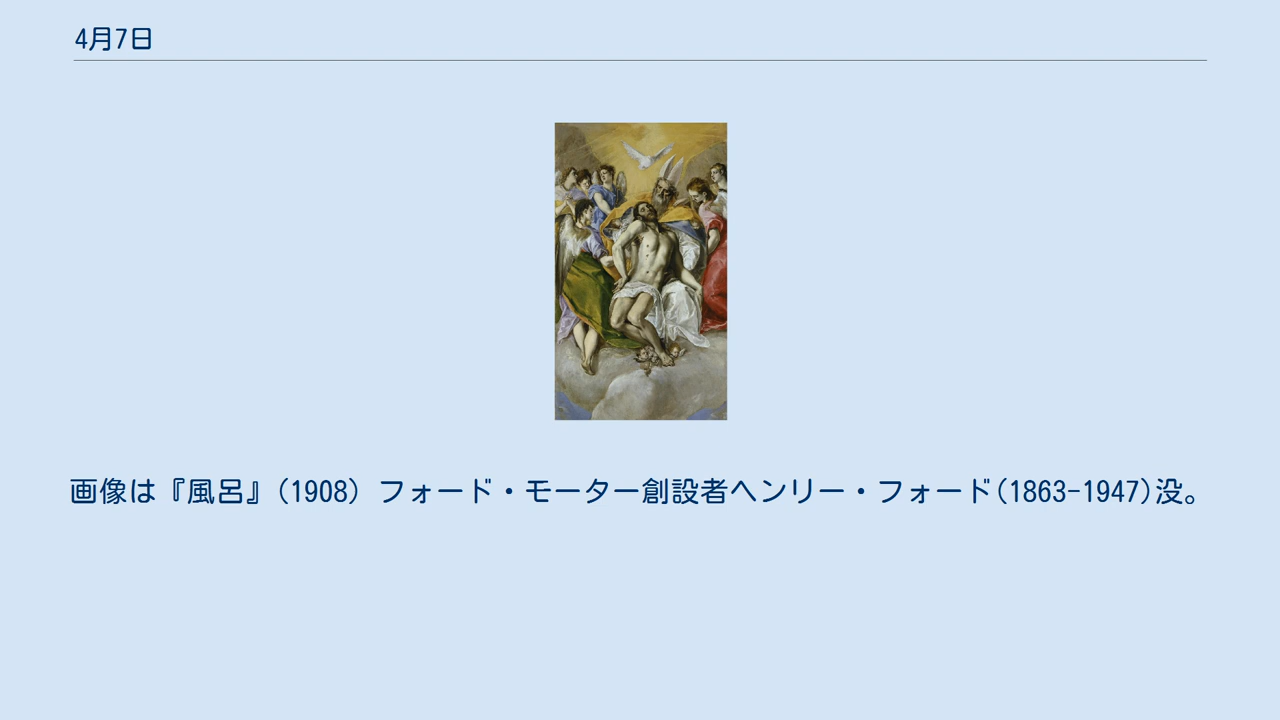 4月7日
画像は『風呂』(1908) フォード・モーター創設者ヘンリー・フォード(1863-1947)没。